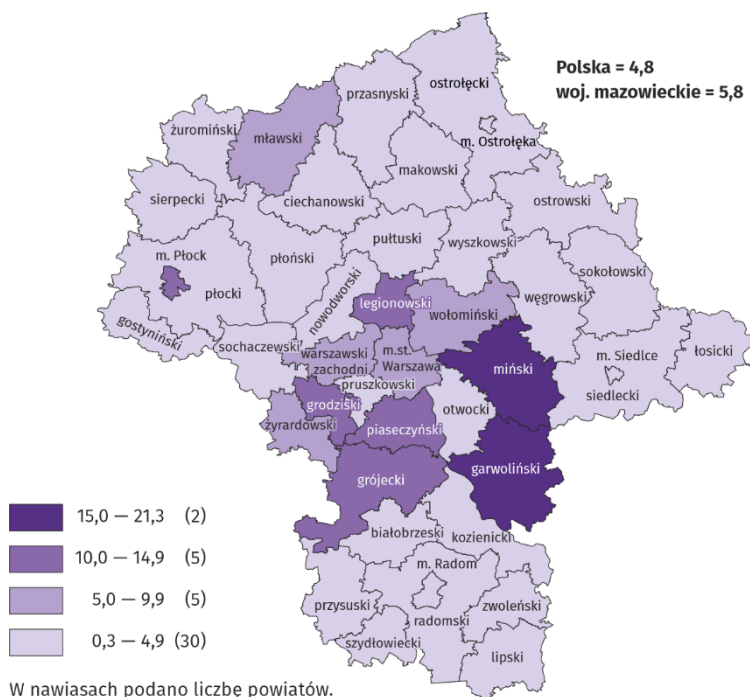 ostrołęcki
przasnyski
Polska = 4,8
woj. mazowieckie = 5,8
żuromiński
mławski
m. Ostrołęka
makowski
sierpecki
ciechanowski
ostrowski
m. Płock
płoński
pułtuski
wyszkowski
sokołowski
płocki
nowodworski
legionowski
węgrowski
wołomiński
gostyniński
sochaczewski
warszawski
zachodni
m.st.
Warszawa
m. Siedlce
łosicki
miński
pruszkowski
siedlecki
grodziski
otwocki
żyrardowski
piaseczyński
garwoliński
grójecki
15,0 — 21,3 (2)
białobrzeski
kozienicki
10,0 — 14,9 (5)
m. Radom
5,0 — 9,9 (5)
przysuski
zwoleński
radomski
0,3 — 4,9 (30)
szydłowiecki
lipski
W nawiasach podano liczbę powiatów.